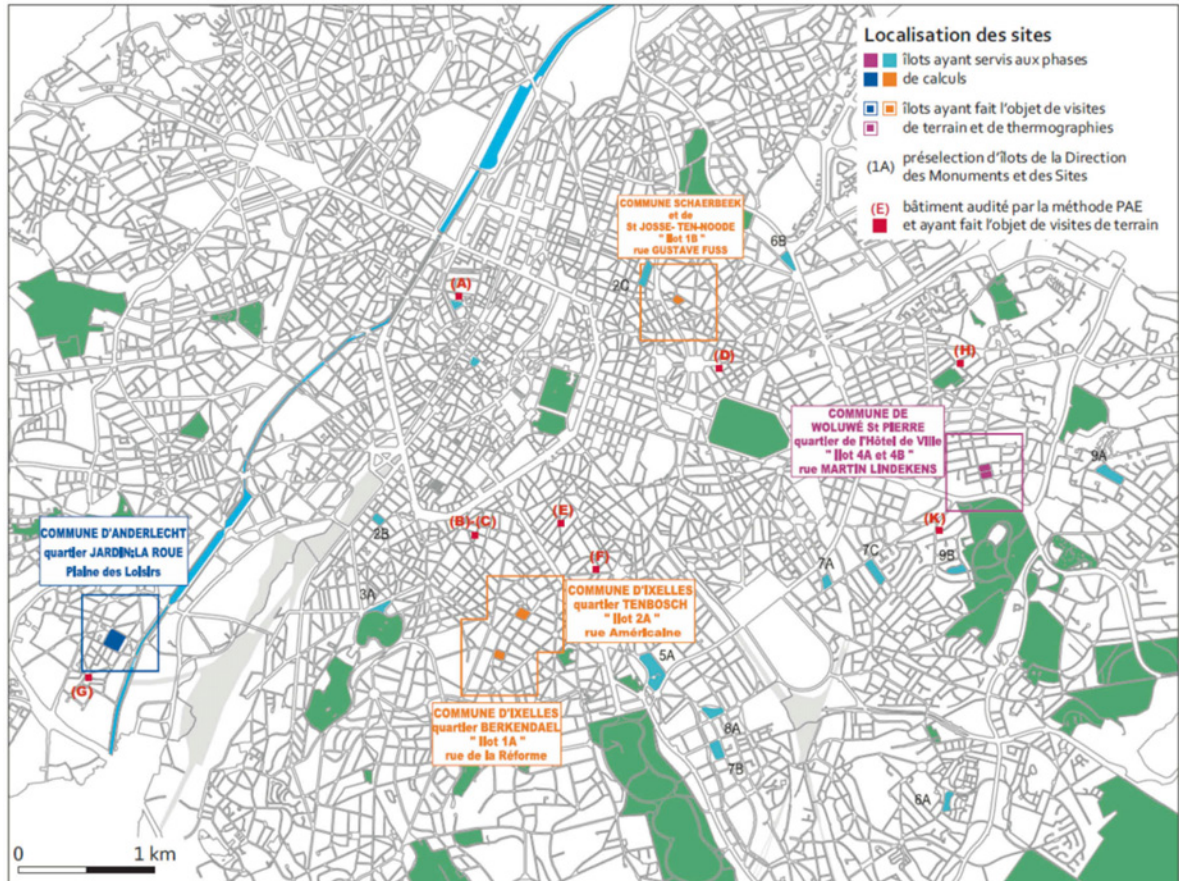 Localisation des sites
îlots ayant servis aux phases
de calculs
îlots ayant fait l'objet de visites
de terrain et de thermographies
(1A) préselection d'îlots de la Direction
des Monuments et des Sites
(E) bâtiment audité par la méthode PAE
et ayant fait l'objet de visites de terrain
COMMUNE SCHAERBEEK
et de
St JOSSE- TEN-NOODE
" îlot 1B "
rue GUSTAVE FUSS
6B
2C
(A)
(D)
(H)
COMMUNE DE
WOLUWÉ St PIERRE
quartier de l'Hôtel de Ville
" îlot 4A et 4B "
rue MARTIN LINDEKENS
9A
COMMUNE D'ANDERLECHT
quartier JARDIN:LA ROUE
Plaine des Loisirs
2B
(B)-(C)
(E)
(K)
(F)
7A
7C
9B
3A
COMMUNE D'IXELLES
quartier TENBOSCH
" îlot 2A "
rue Américaine
5A
(G)
COMMUNE D'IXELLES
quartier BERKENDAEL
" îlot 1A "
rue de la Réforme
8A
7B
6A
0 1 km